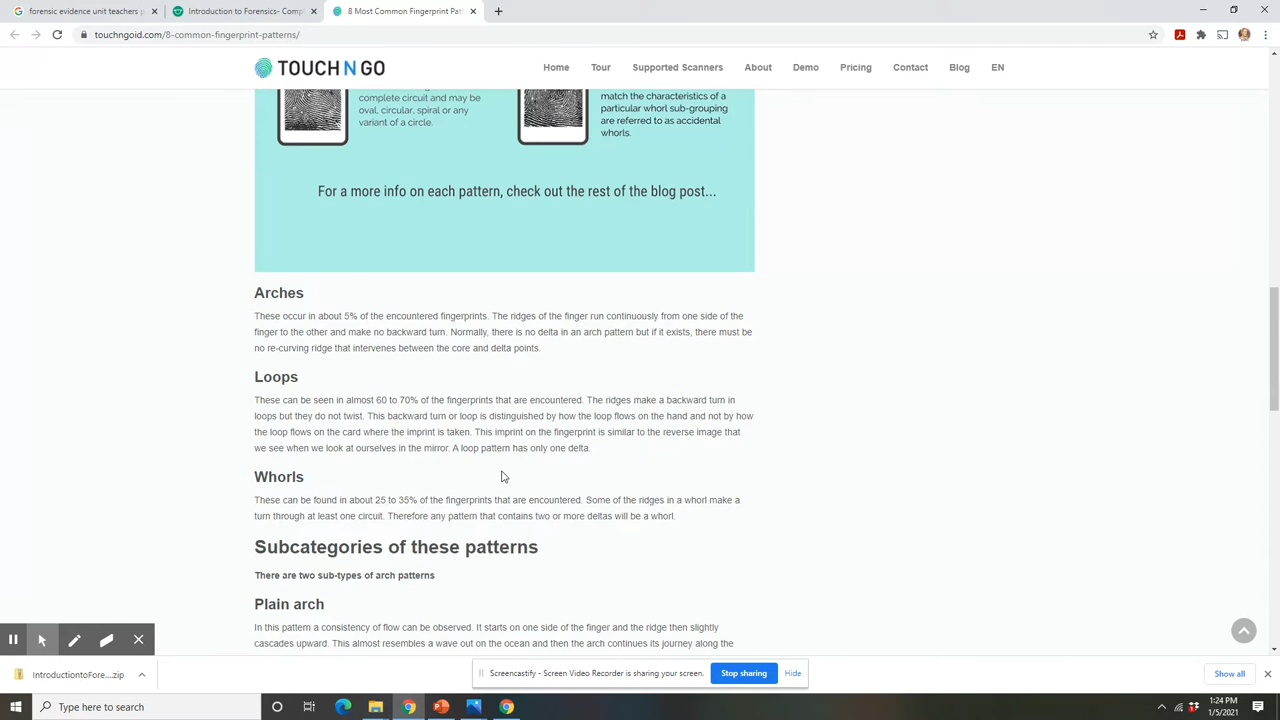 forensic evidence unit teachers p
Introduction to Forensics- Compl
8 Most Common Fingerprint Pat
touchngoid.com/8-common-fingerprint-patterns/
TOUCH N GO
Home
Tour
Supported Scanners
About
Demo
Pricing
Contact
Blog
EN
complete circuit and may be
oval, circular, spiral or any
variant of a circle.
match the characteristics of a
particular whorl sub-grouping
are referred to as accidental
whorls.
For a more info on each pattern, check out the rest of the blog post...
Arches
These occur in about 5% of the encountered fingerprints. The ridges of the finger run continuously from one side of the
finger to the other and make no backward turn. Normally, there is no delta in an arch pattern but if it exists, there must be
no re-curving ridge that intervenes between the core and delta points.
Loops
These can be seen in almost 60 to 70% of the fingerprints that are encountered. The ridges make a backward turn in
loops but they do not twist. This backward turn or loop is distinguished by how the loop flows on the hand and not by how
the loop flows on the card where the imprint is taken. This imprint on the fingerprint is similar to the reverse image that
we see when we look at ourselves in the mirror. A loop pattern has only one delta.
Whorls
These can be found in about 25 to 35% of the fingerprints that are encountered. Some of the ridges in a whorl make a
turn through at least one circuit. Therefore any pattern that contains two or more deltas will be a whorl.
Subcategories of these patterns
There are two sub-types of arch patterns
Plain arch
In this pattern a consistency of flow can be observed. It starts on one side of the finger and the ridge then slightly
cascades upward. This almost resembles a wave out on the ocean and then the arch continues its journey along the
IntroductiontoFore....zip
Screencastify - Screen Video Recorder is sharing your screen.
Stop sharing
Hide
Show all
Type here to search
1:24 PM
1/5/2021